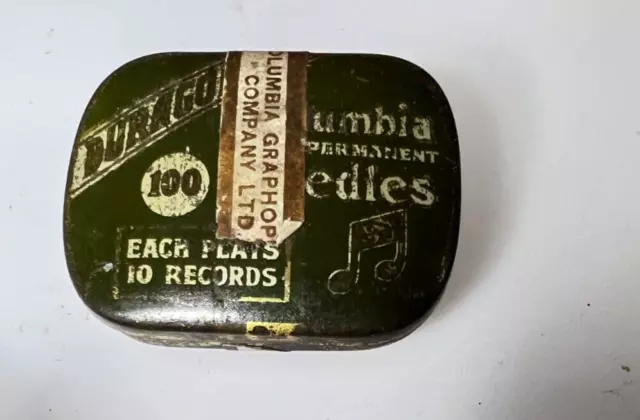 DURAGO
100
EACH PLAYS
10 RECORDS
OLUMBIA GRAPHOP
COMPANY LTD
umbia
PERMANENT
edles